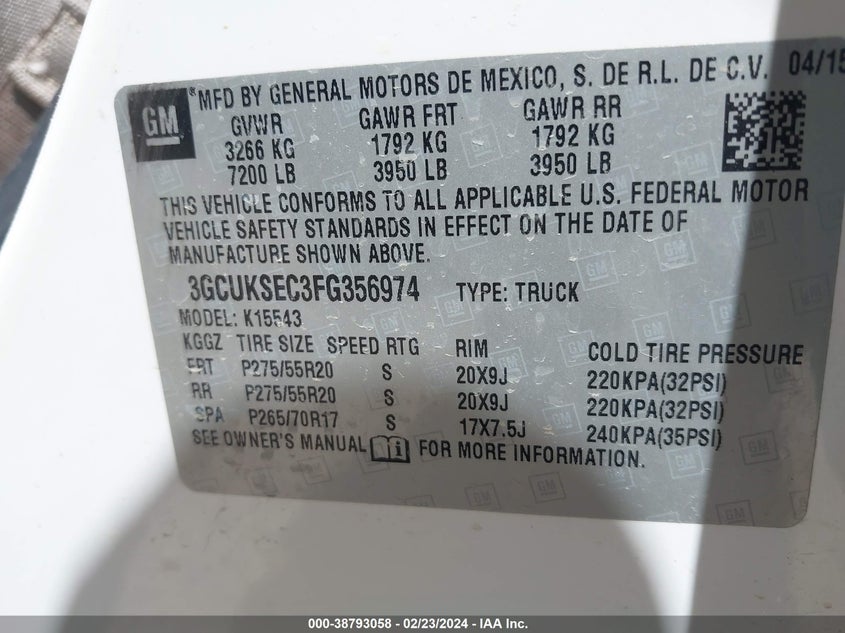 GM
®MFD BY GENERAL MOTORS DE MEXICO, S. DE R.L. DE C.V. 04/15
GVWR GAWR FRT GAWR RR
3266 KG 1792 KG 1792 KG
7200 LB 3950 LB 3950 LB
THIS VEHICLE CONFORMS TO ALL APPLICABLE U.S. FEDERAL MOTOR
VEHICLE SAFETY STANDARDS IN EFFECT ON THE DATE OF
MANUFACTURE SHOWN ABOVE.
3GCUKSEC3FG356974 TYPE: TRUCK
MODEL: K15543
KGGZ TIRE SIZE SPEED RTG RIM COLD TIRE PRESSURE
FRT P275/55R20 S 20X9J 220KPA(32PSI)
RR P275/55R20 S 20X9J 220KPA(32PSI)
SPA P265/70R17 S 17X7.5J 240KPA(35PSI)
SEE OWNER'S MANUAL FOR MORE INFORMATION.
000-38793058 - 02/23/2024 - IAA Inc.